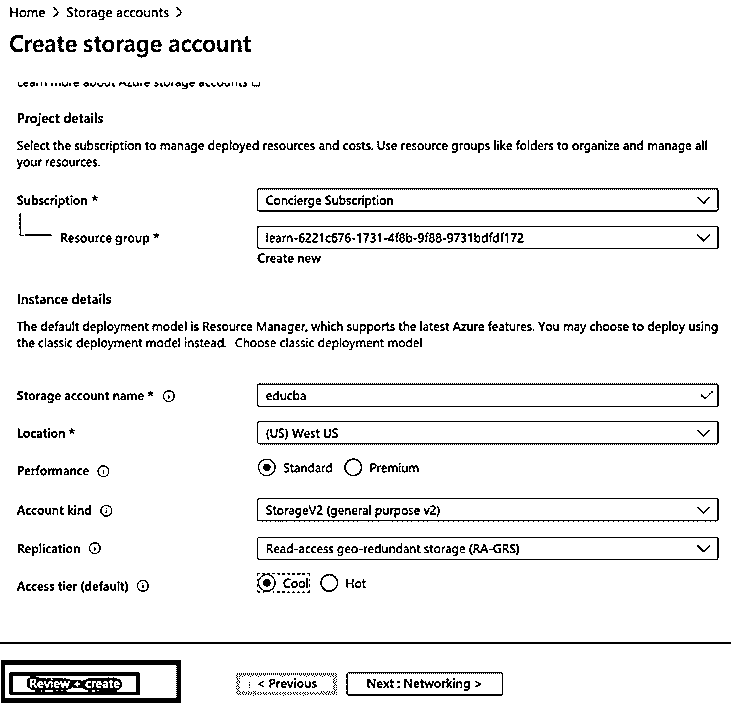 Home > Storage accounts >
Create storage account
Learn more about Azure storage accounts
Project details
Select the subscription to manage deployed resources and costs. Use resource groups like folders to organize and manage all
your resources.
Subscription *
Concierge Subscription
Resource group *
learn-6221c676-1731-4f8b-9f88-9731bdfdf172
Create new
Instance details
The default deployment model is Resource Manager, which supports the latest Azure features. You may choose to deploy using
the classic deployment model instead. Choose classic deployment model
Storage account name *
educba
Location *
(US) West US
Performance
Standard Premium
Account kind
StorageV2 (general purpose v2)
Replication
Read-access geo-redundant storage (RA-GRS)
Access tier (default)
Cool Hot
Review + create
< Previous
Next : Networking >